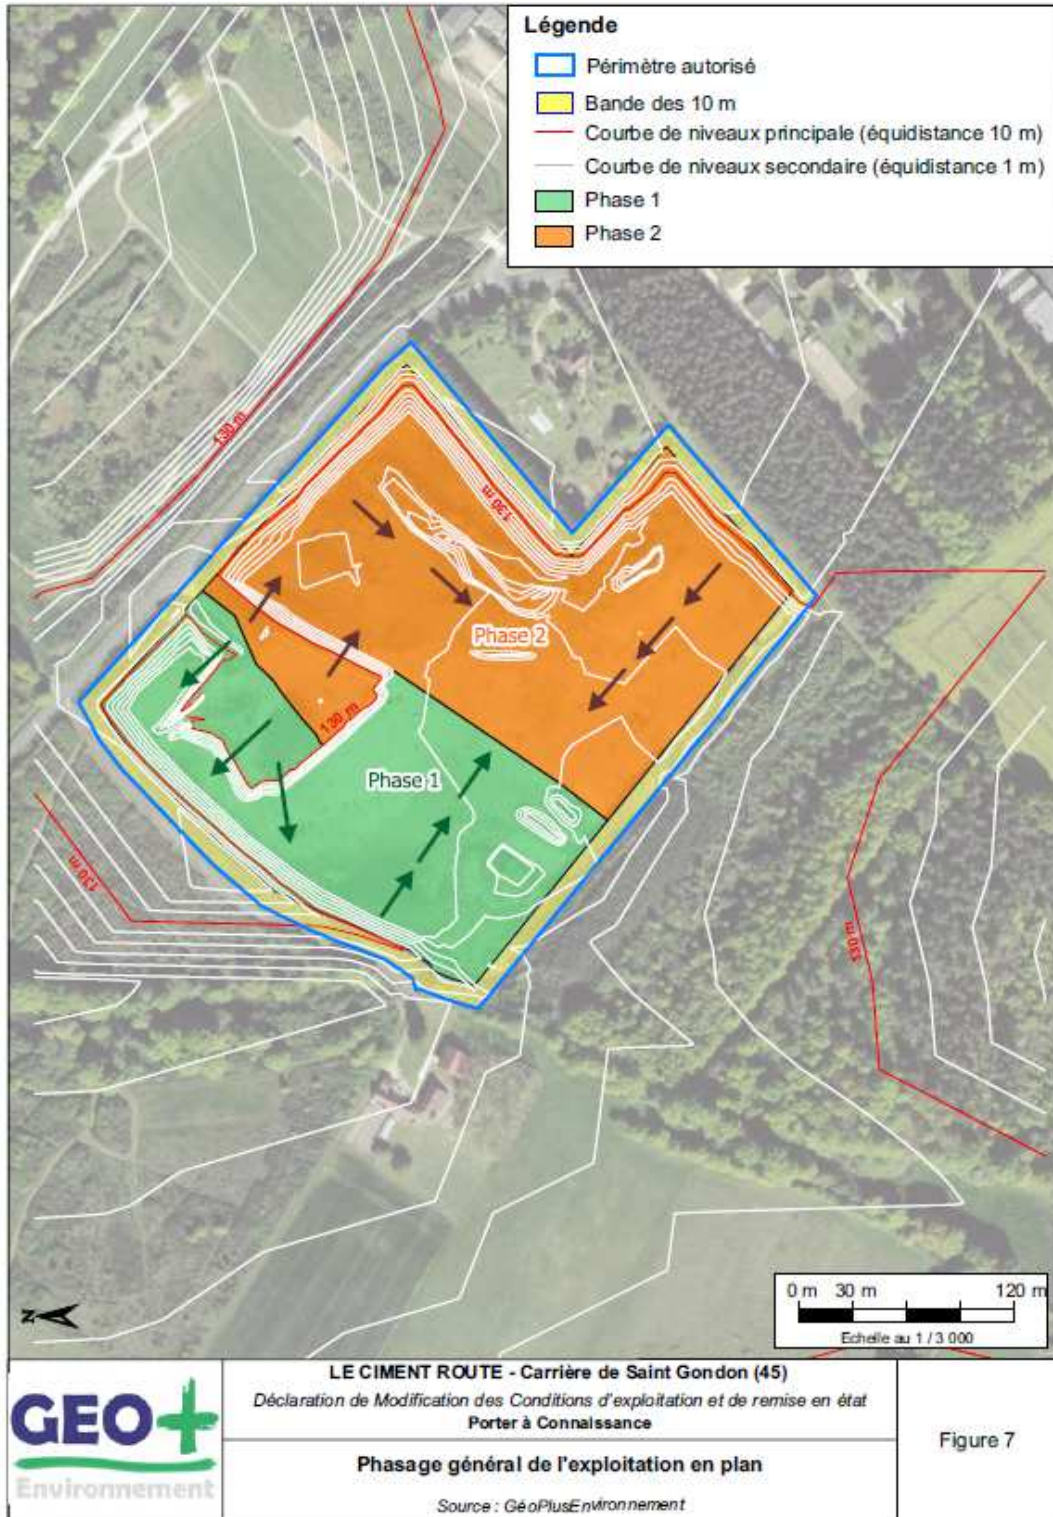 Légende
Périmètre autorisé
Bande des 10 m
Courbe de niveaux principale (équidistance 10 m)
Courbe de niveaux secondaire (équidistance 1 m)
Phase 1
Phase 2
130 m
130 m
Phase 2
130 m
Phase 1
130 m
130 m
N
0 m 30 m 120 m
Echelle au 1 / 3 000
GEO+
Environnement
LE CIMENT ROUTE - Carrière de Saint Gondon (45)
Déclaration de Modification des Conditions d'exploitation et de remise en état
Porter à Connaissance
Phasage général de l'exploitation en plan
Source : GéoPlusEnvironnement
Figure 7